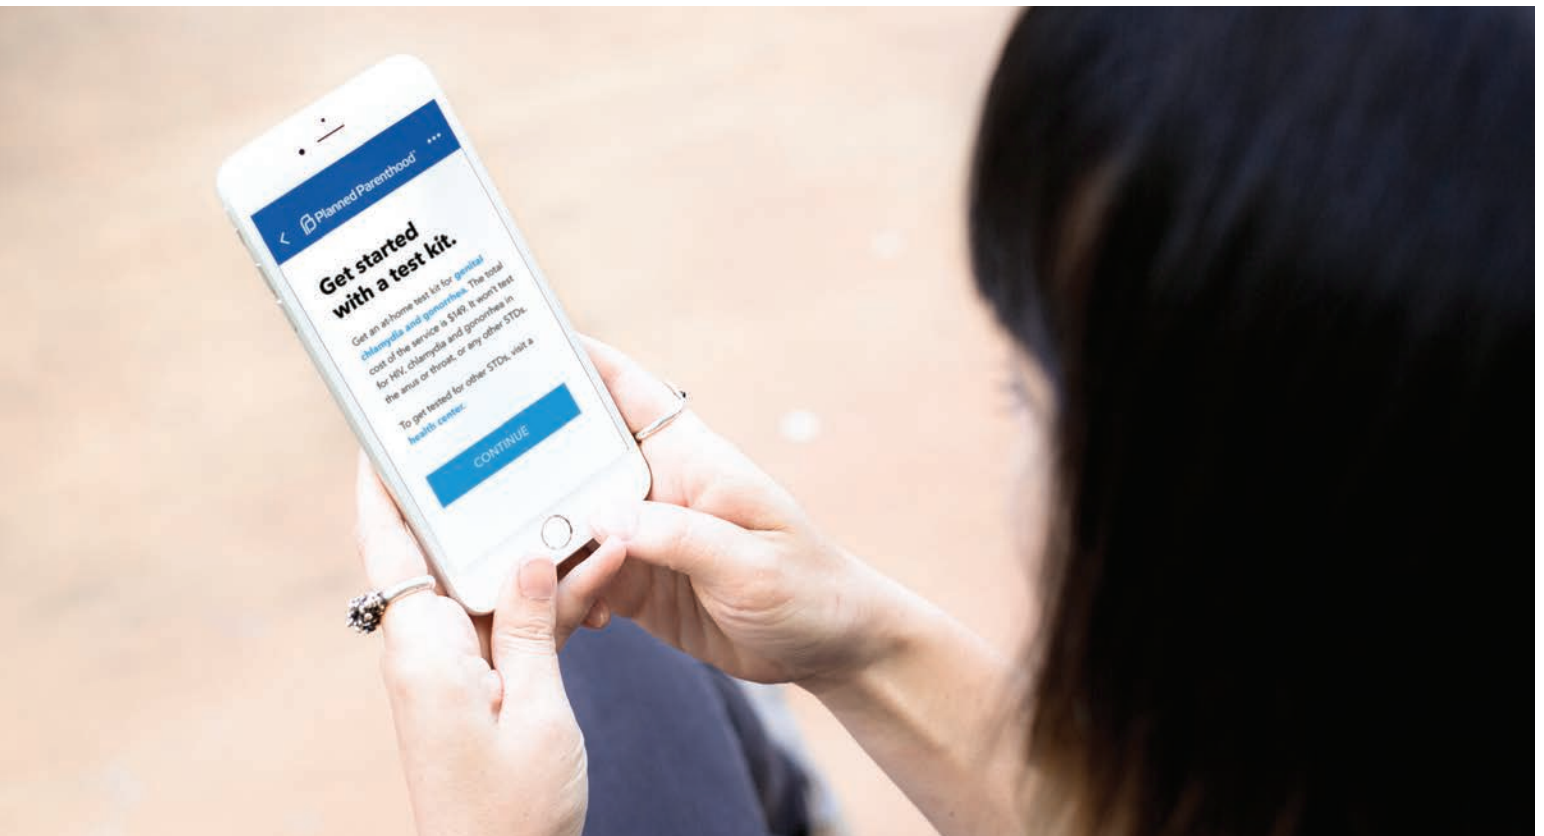 Planned Parenthood
Get started
with a test kit.
Get an at-home test kit for genital
chlamydia and gonorrhea. The total
cost of the service is $149. It won't test
for HIV, chlamydia and gonorrhea in
the anus or throat, or any other STDs.
To get tested for other STDs, visit a
health center.
CONTINUE